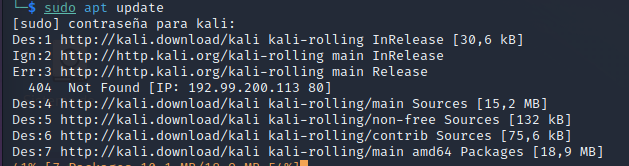 └─$ sudo apt update
[sudo] contraseña para kali:
Des:1 http://kali.download/kali kali-rolling InRelease [30,6 kB]
Ign:2 http://http.kali.org/kali-rolling main InRelease
Err:3 http://http.kali.org/kali-rolling main Release
404 Not Found [IP: 192.99.200.113 80]
Des:4 http://kali.download/kali kali-rolling/main Sources [15,2 MB]
Des:5 http://kali.download/kali kali-rolling/non-free Sources [132 kB]
Des:6 http://kali.download/kali kali-rolling/contrib Sources [75,6 kB]
Des:7 http://kali.download/kali kali-rolling/main amd64 Packages [18,9 MB]